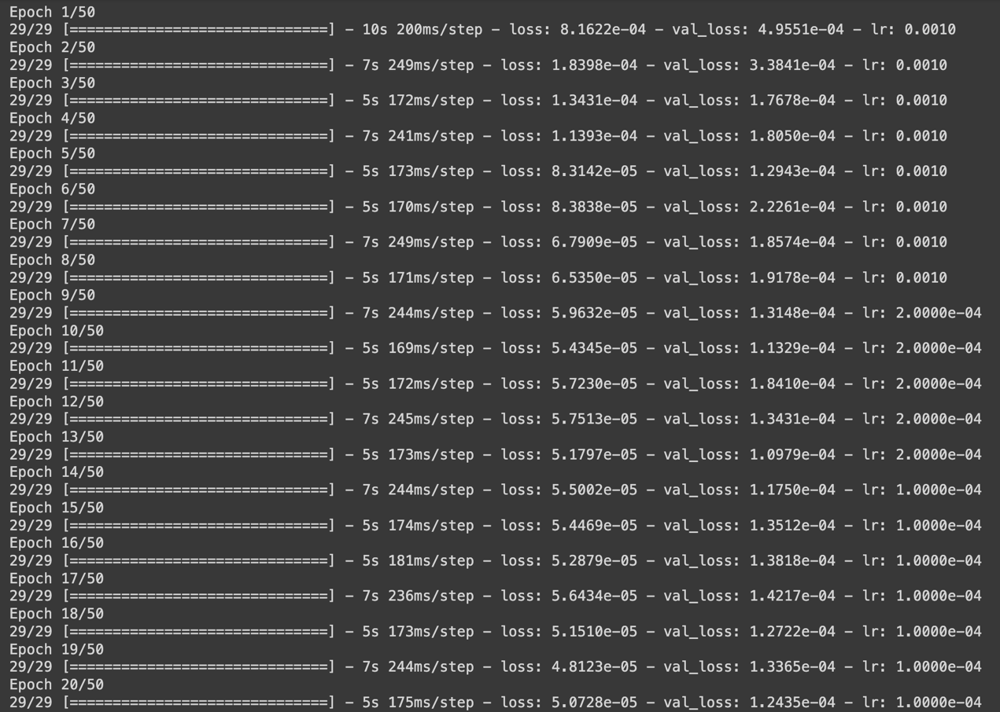 Epoch 1/50
29/29 [==============================] - 10s 200ms/step - loss: 8.1622e-04 - val_loss: 4.9551e-04 - lr: 0.0010
Epoch 2/50
29/29 [==============================] - 7s 249ms/step - loss: 1.8398e-04 - val_loss: 3.3841e-04 - lr: 0.0010
Epoch 3/50
29/29 [==============================] - 5s 172ms/step - loss: 1.3431e-04 - val_loss: 1.7678e-04 - lr: 0.0010
Epoch 4/50
29/29 [==============================] - 7s 241ms/step - loss: 1.1393e-04 - val_loss: 1.8050e-04 - lr: 0.0010
Epoch 5/50
29/29 [==============================] - 5s 173ms/step - loss: 8.3142e-05 - val_loss: 1.2943e-04 - lr: 0.0010
Epoch 6/50
29/29 [==============================] - 5s 170ms/step - loss: 8.3838e-05 - val_loss: 2.2261e-04 - lr: 0.0010
Epoch 7/50
29/29 [==============================] - 7s 249ms/step - loss: 6.7909e-05 - val_loss: 1.8574e-04 - lr: 0.0010
Epoch 8/50
29/29 [==============================] - 5s 171ms/step - loss: 6.5350e-05 - val_loss: 1.9178e-04 - lr: 0.0010
Epoch 9/50
29/29 [==============================] - 7s 244ms/step - loss: 5.9632e-05 - val_loss: 1.3148e-04 - lr: 2.0000e-04
Epoch 10/50
29/29 [==============================] - 5s 169ms/step - loss: 5.4345e-05 - val_loss: 1.1329e-04 - lr: 2.0000e-04
Epoch 11/50
29/29 [==============================] - 5s 172ms/step - loss: 5.7230e-05 - val_loss: 1.8410e-04 - lr: 2.0000e-04
Epoch 12/50
29/29 [==============================] - 7s 245ms/step - loss: 5.7513e-05 - val_loss: 1.3431e-04 - lr: 2.0000e-04
Epoch 13/50
29/29 [==============================] - 5s 173ms/step - loss: 5.1797e-05 - val_loss: 1.0979e-04 - lr: 2.0000e-04
Epoch 14/50
29/29 [==============================] - 7s 244ms/step - loss: 5.5002e-05 - val_loss: 1.1750e-04 - lr: 1.0000e-04
Epoch 15/50
29/29 [==============================] - 5s 174ms/step - loss: 5.4469e-05 - val_loss: 1.3512e-04 - lr: 1.0000e-04
Epoch 16/50
29/29 [==============================] - 5s 181ms/step - loss: 5.2879e-05 - val_loss: 1.3818e-04 - lr: 1.0000e-04
Epoch 17/50
29/29 [==============================] - 7s 236ms/step - loss: 5.6434e-05 - val_loss: 1.4217e-04 - lr: 1.0000e-04
Epoch 18/50
29/29 [==============================] - 5s 173ms/step - loss: 5.1510e-05 - val_loss: 1.2722e-04 - lr: 1.0000e-04
Epoch 19/50
29/29 [==============================] - 7s 244ms/step - loss: 4.8123e-05 - val_loss: 1.3365e-04 - lr: 1.0000e-04
Epoch 20/50
29/29 [==============================] - 5s 175ms/step - loss: 5.0728e-05 - val_loss: 1.2435e-04 - lr: 1.0000e-04